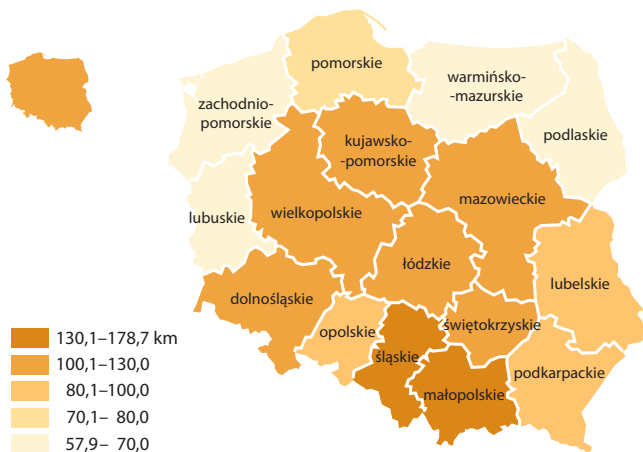 pomorskie
warmińsko-
-mazurskie
zachodnio-
pomorskie
podlaskie
kujawsko-
-pomorskie
mazowieckie
lubuskie
wielkopolskie
łódzkie
lubelskie
dolnośląskie
opolskie
świętokrzyskie
śląskie
podkarpackie
małopolskie
130,1–178,7 km
100,1–130,0
80,1–100,0
70,1– 80,0
57,9– 70,0